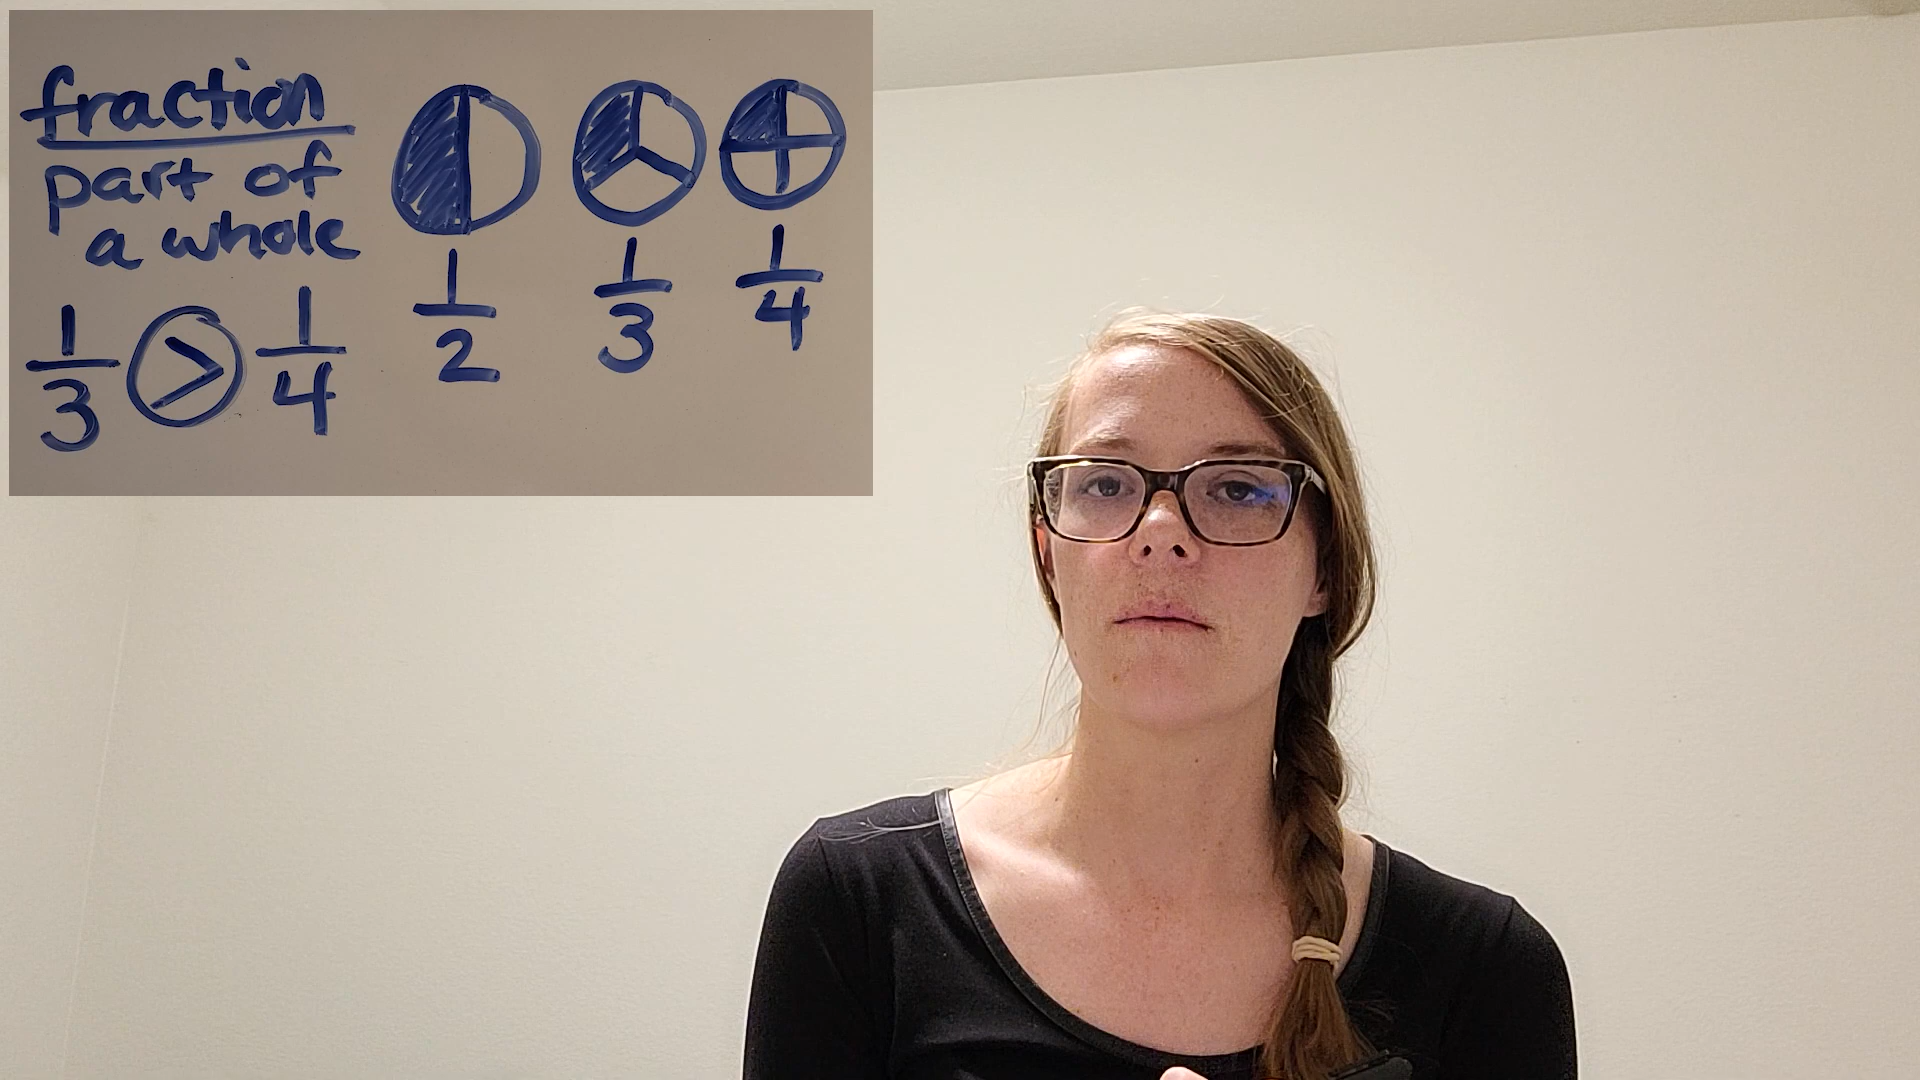 fraction
part of
a whole
1/3 > 1/4
1/2
1/3
1/4